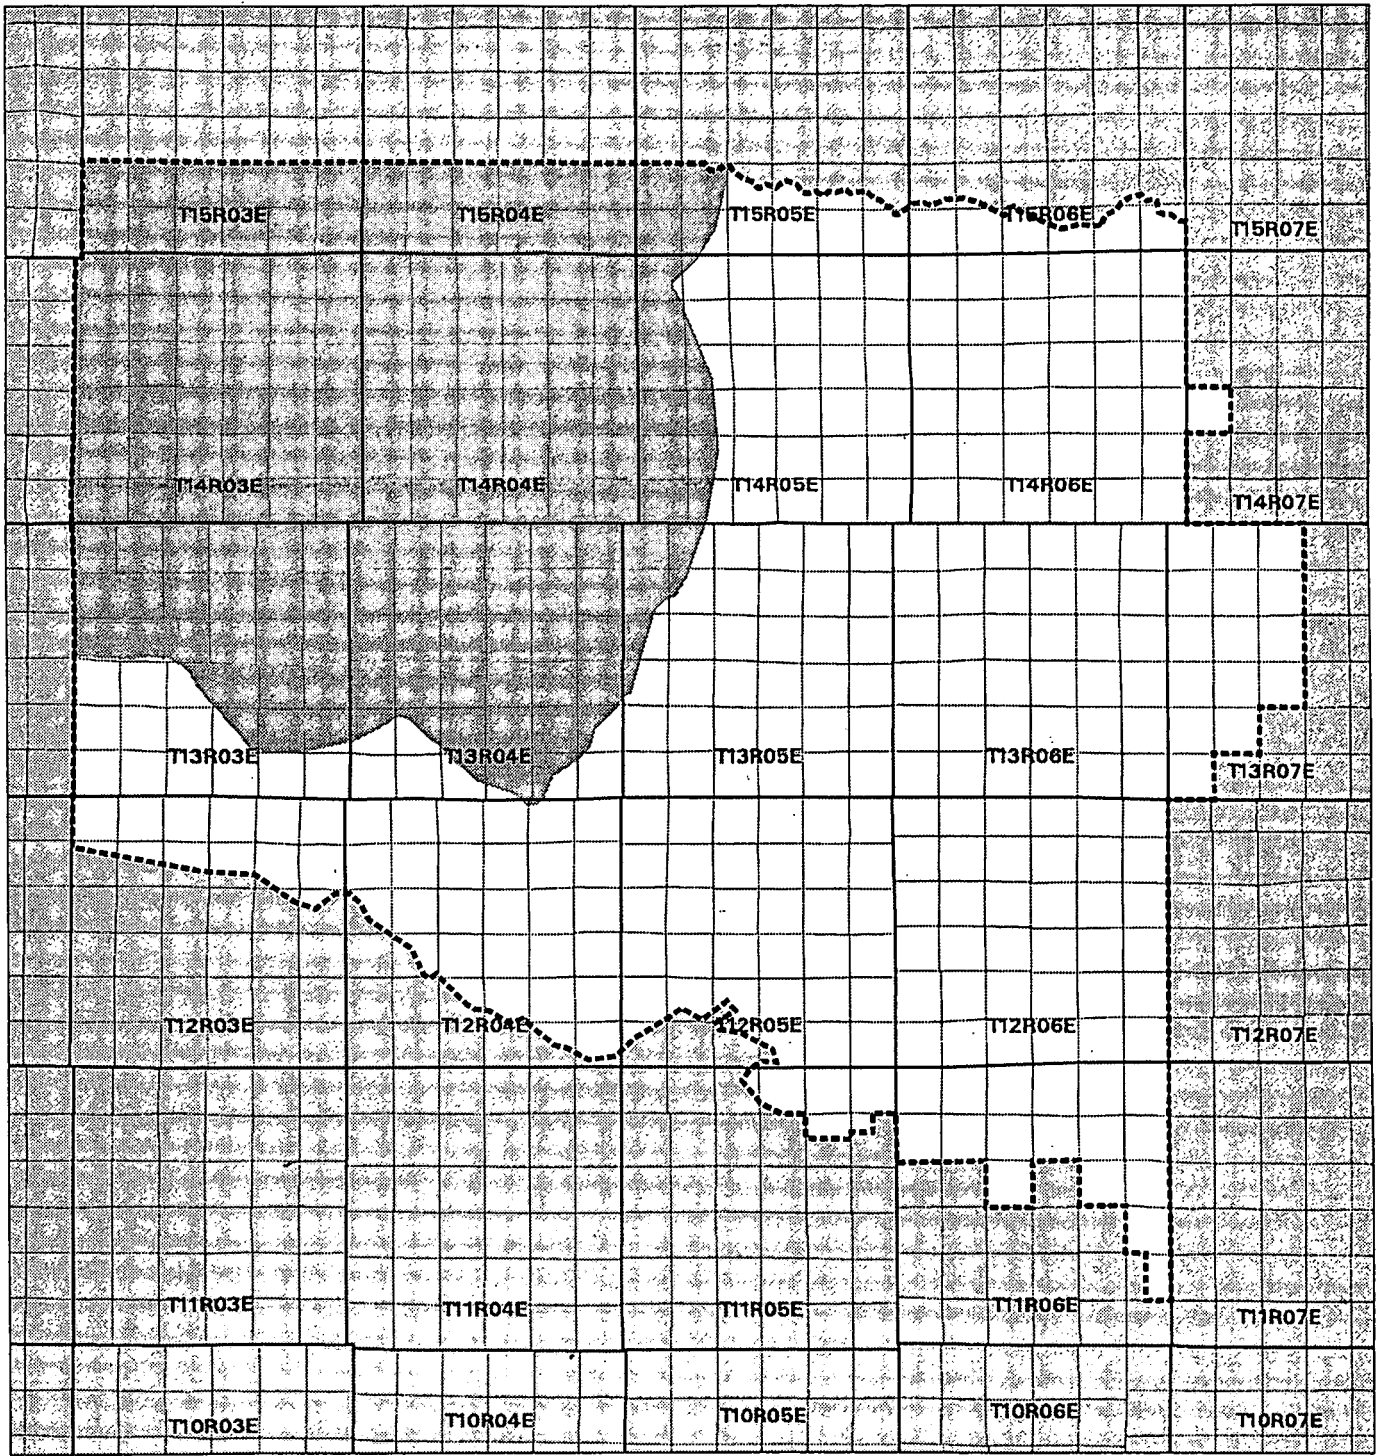 T15R03E T15R04E T15R05E T15R06E T15R07E
T14R03E T14R04E T14R05E T14R06E T14R07E
T13R03E T13R04E T13R05E T13R06E T13R07E
T12R03E T12R04E T12R05E T12R06E T12R07E
T11R03E T11R04E T11R05E T11R06E T11R07E
T10R03E T10R04E T10R05E T10R06E T10R07E